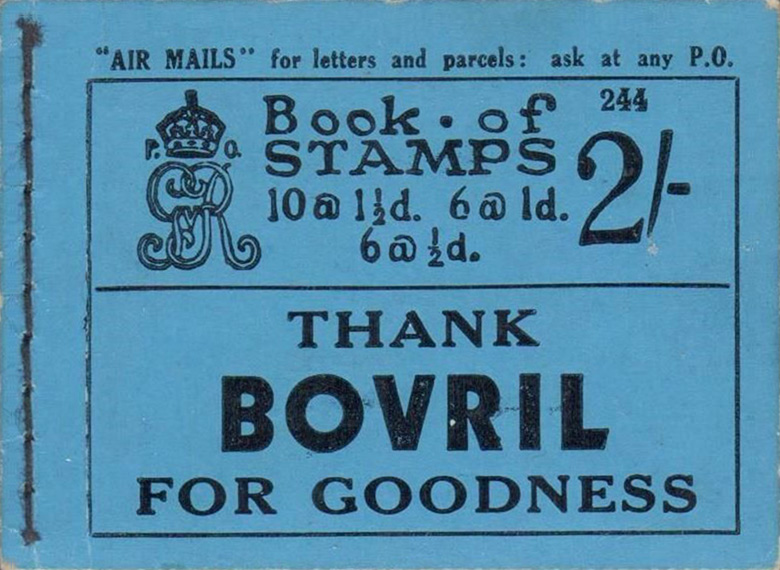 "AIR MAILS" for letters and parcels: ask at any P.O.
244
P. O.
GR
Book · of
STAMPS
2/-
10 @ 1½d. 6 @ 1d.
6 @ ½d.
THANK
BOVRIL
FOR GOODNESS